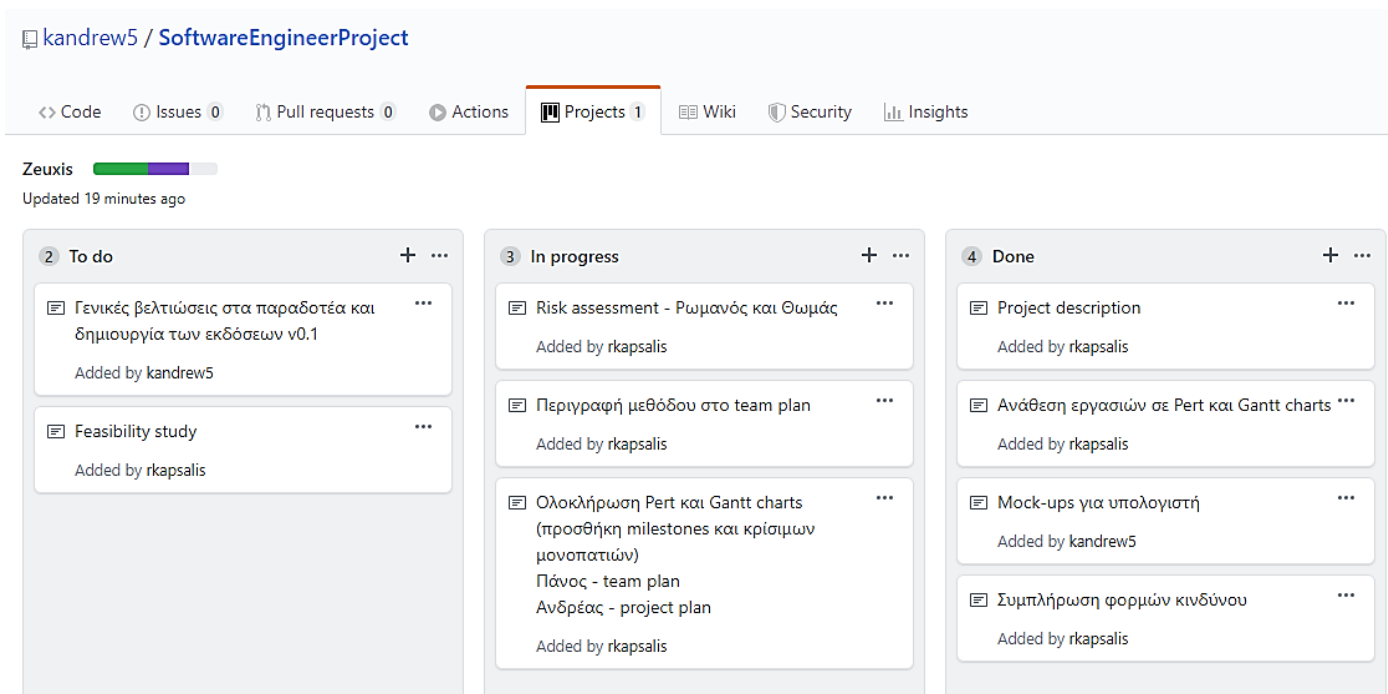 kandrew5 / SoftwareEngineerProject
Code Issues 0 Pull requests 0 Actions Projects 1 Wiki Security Insights
Zeuxis
Updated 19 minutes ago
2 To do
Γενικές βελτιώσεις στα παραδοτέα και
δημιουργία των εκδόσεων v0.1
Added by kandrew5
Feasibility study
Added by rkapsalis
3 In progress
Risk assessment - Ρωμανός και Θωμάς
Added by rkapsalis
Περιγραφή μεθόδου στο team plan
Added by rkapsalis
Ολοκλήρωση Pert και Gantt charts
(προσθήκη milestones και κρίσιμων
μονοπατιών)
Πάνος - team plan
Ανδρέας - project plan
Added by rkapsalis
4 Done
Project description
Added by rkapsalis
Ανάθεση εργασιών σε Pert και Gantt charts
Added by rkapsalis
Mock-ups για υπολογιστή
Added by kandrew5
Συμπλήρωση φορμών κινδύνου
Added by rkapsalis